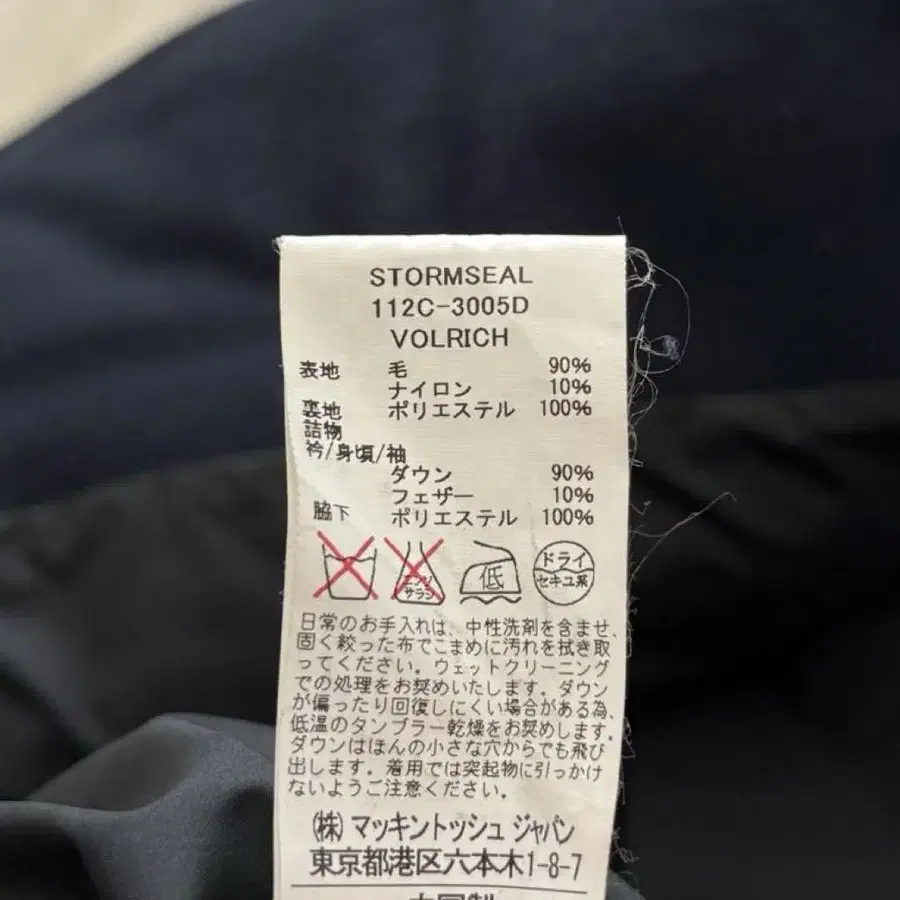 STORMSEAL
112C-3005D
VOLRICH
表地 毛 90%
ナイロン 10%
裏地 ポリエステル 100%
詰物
衿/身頃/袖
ダウン 90%
フェザー 10%
脇下 ポリエステル 100%
エンソ サラシ 低 ドライ セキユ系
日常のお手入れは、中性洗剤を含ませ、
固く絞った布でこまめに汚れを拭き取
ってください。ウェットクリーニング
での処理をお奨めいたします。ダウン
が偏ったり回復しにくい場合がある為、
低温のタンブラー乾燥をお奨めします。
ダウンはほんの小さな穴からでも飛び
出します。着用では突起物に引っかけ
ないようご注意ください。
(株)マッキントッシュ ジャパン
東京都港区六本木1-8-7